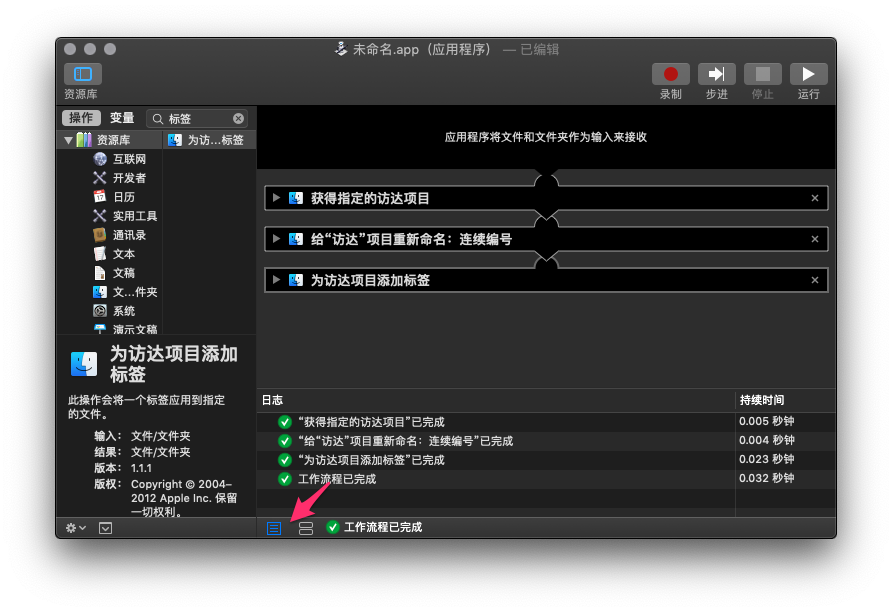 未命名.app（应用程序） — 已编辑
资源库
录制
步进
停止
运行
操作
变量
标签
资源库
互联网
开发者
日历
实用工具
通讯录
文本
文稿
文…件夹
系统
演示文稿
为访…标签
应用程序将文件和文件夹作为输入来接收
获得指定的访达项目
给“访达”项目重新命名：连续编号
为访达项目添加标签
为访达项目添加
标签
此操作会将一个标签应用到指定
的文件。
输入： 文件/文件夹
结果： 文件/文件夹
版本： 1.1.1
版权： Copyright © 2004–
2012 Apple Inc. 保留
一切权利。
日志 持续时间
“获得指定的访达项目”已完成 0.005 秒钟
“给“访达”项目重新命名：连续编号”已完成 0.004 秒钟
“为访达项目添加标签”已完成 0.023 秒钟
工作流程已完成 0.032 秒钟
工作流程已完成